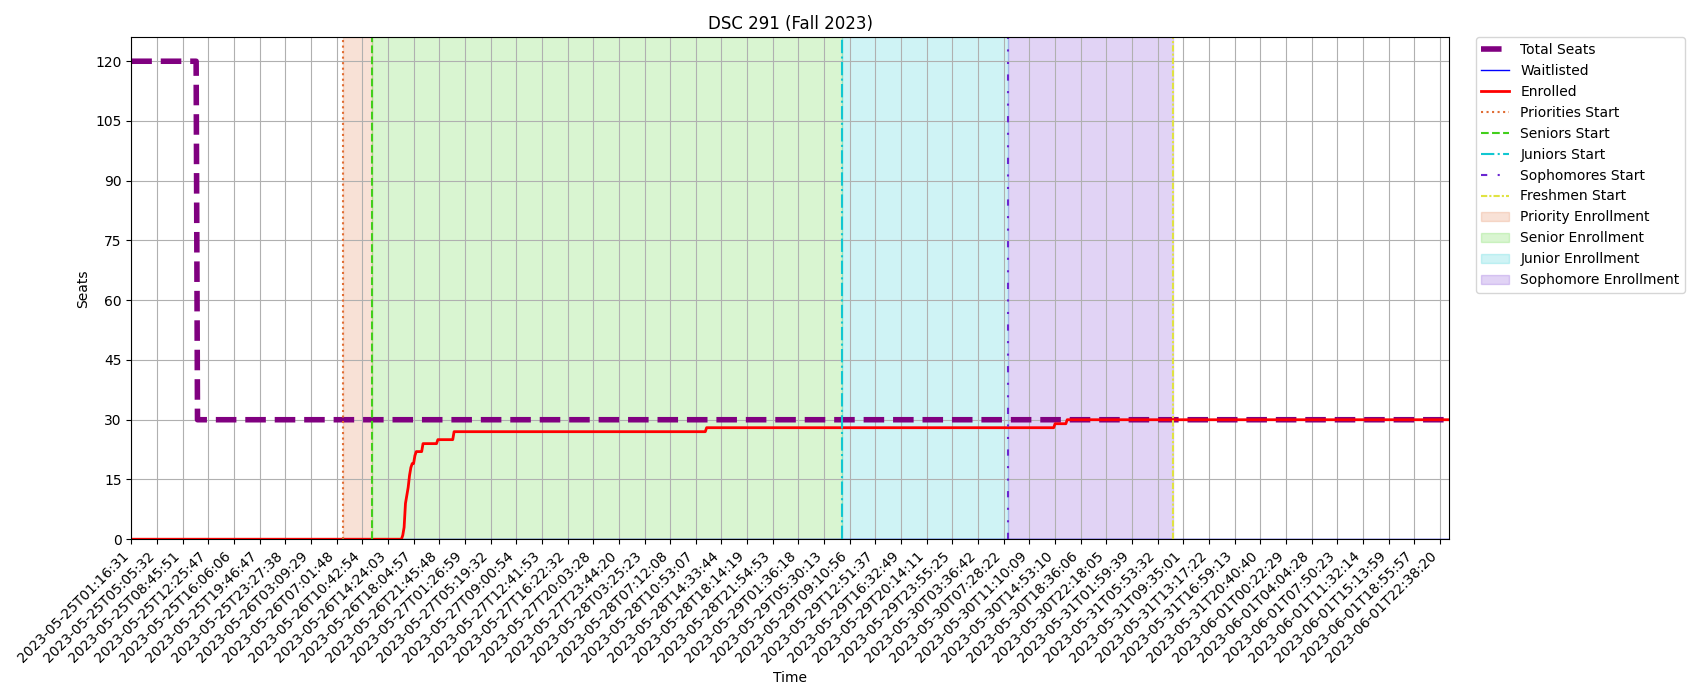 DSC 291 (Fall 2023)
Seats
120
105
90
75
60
45
30
15
0
2023-05-25T01:16:31
2023-05-25T05:05:32
2023-05-25T08:45:51
2023-05-25T12:25:47
2023-05-25T16:06:06
2023-05-25T19:46:47
2023-05-25T23:27:38
2023-05-26T03:09:29
2023-05-26T07:01:48
2023-05-26T10:42:54
2023-05-26T14:24:03
2023-05-26T18:04:57
2023-05-26T21:45:48
2023-05-27T01:26:59
2023-05-27T05:19:32
2023-05-27T09:00:54
2023-05-27T12:41:53
2023-05-27T16:22:32
2023-05-27T20:03:28
2023-05-27T23:44:20
2023-05-28T03:25:23
2023-05-28T07:12:08
2023-05-28T10:53:07
2023-05-28T14:33:44
2023-05-28T18:14:19
2023-05-28T21:54:53
2023-05-29T01:36:18
2023-05-29T05:30:13
2023-05-29T09:10:56
2023-05-29T12:51:37
2023-05-29T16:32:49
2023-05-29T20:14:11
2023-05-29T23:55:25
2023-05-30T03:36:42
2023-05-30T07:28:22
2023-05-30T11:10:09
2023-05-30T14:53:10
2023-05-30T18:36:06
2023-05-30T22:18:05
2023-05-31T01:59:39
2023-05-31T05:53:32
2023-05-31T09:35:01
2023-05-31T13:17:22
2023-05-31T16:59:13
2023-05-31T20:40:40
2023-06-01T00:22:29
2023-06-01T04:04:28
2023-06-01T07:50:23
2023-06-01T11:32:14
2023-06-01T15:13:59
2023-06-01T18:55:57
2023-06-01T22:38:20
Time
Total Seats
Waitlisted
Enrolled
Priorities Start
Seniors Start
Juniors Start
Sophomores Start
Freshmen Start
Priority Enrollment
Senior Enrollment
Junior Enrollment
Sophomore Enrollment